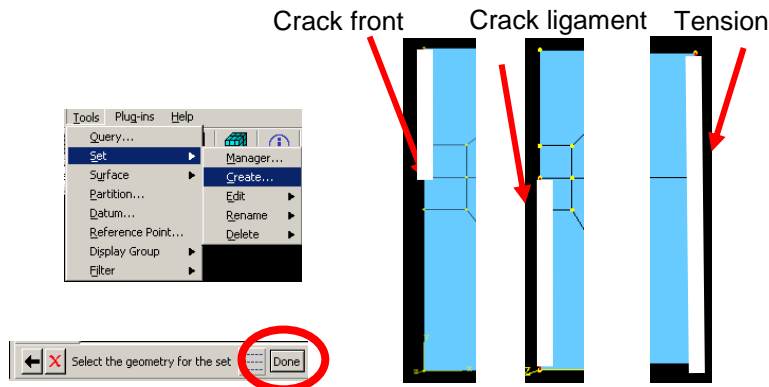 Crack front
Crack ligament
Tension
Tools Plug-ins Help
Query...
Set
Surface
Partition...
Datum...
Reference Point...
Display Group
Filter
Manager...
Create...
Edit
Rename
Delete
Select the geometry for the set
Done